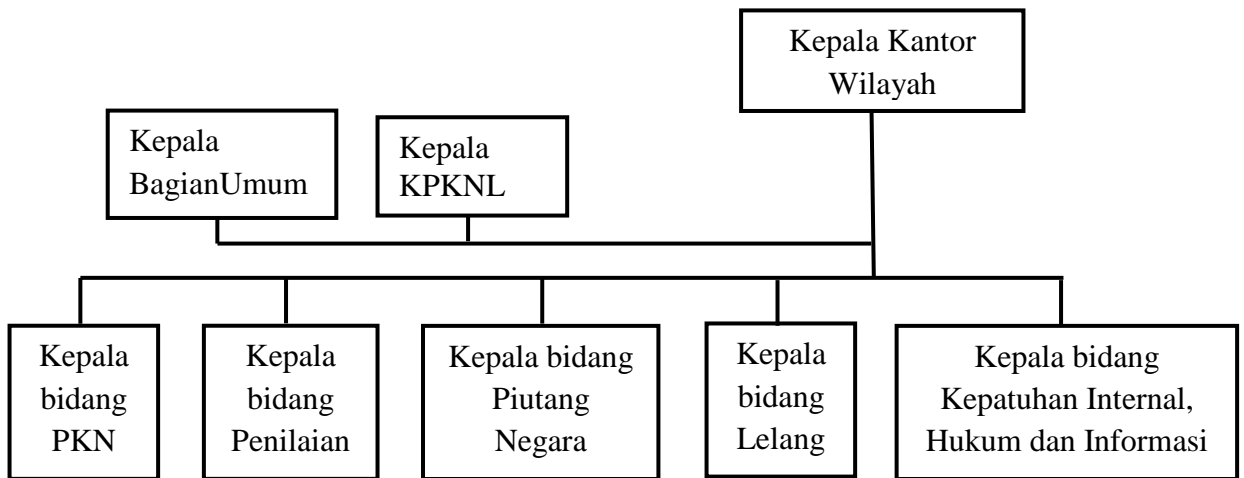 Kepala Kantor
Wilayah
Kepala
BagianUmum
Kepala
KPKNL
Kepala
bidang
PKN
Kepala
bidang
Penilaian
Kepala bidang
Piutang
Negara
Kepala
bidang
Lelang
Kepala bidang
Kepatuhan Internal,
Hukum dan Informasi